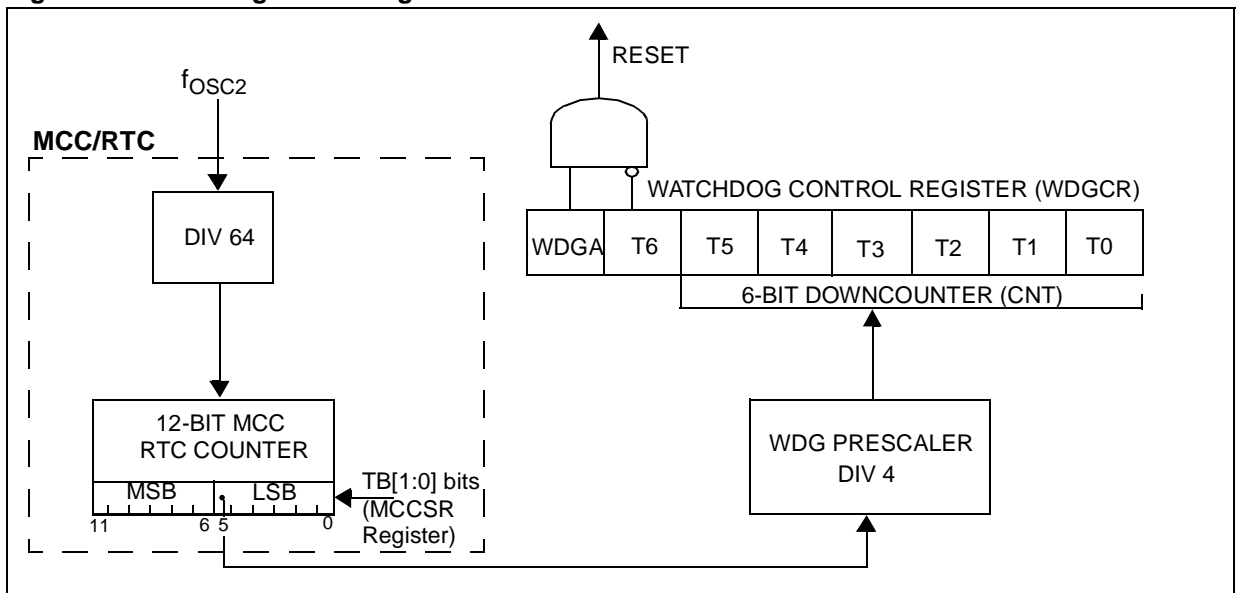 RESET
fOSC2
MCC/RTC
DIV 64
12-BIT MCC
RTC COUNTER
MSB LSB
11 6 5 0
TB[1:0] bits
(MCCSR
Register)
WATCHDOG CONTROL REGISTER (WDGCR)
WDGA T6 T5 T4 T3 T2 T1 T0
6-BIT DOWNCOUNTER (CNT)
WDG PRESCALER
DIV 4